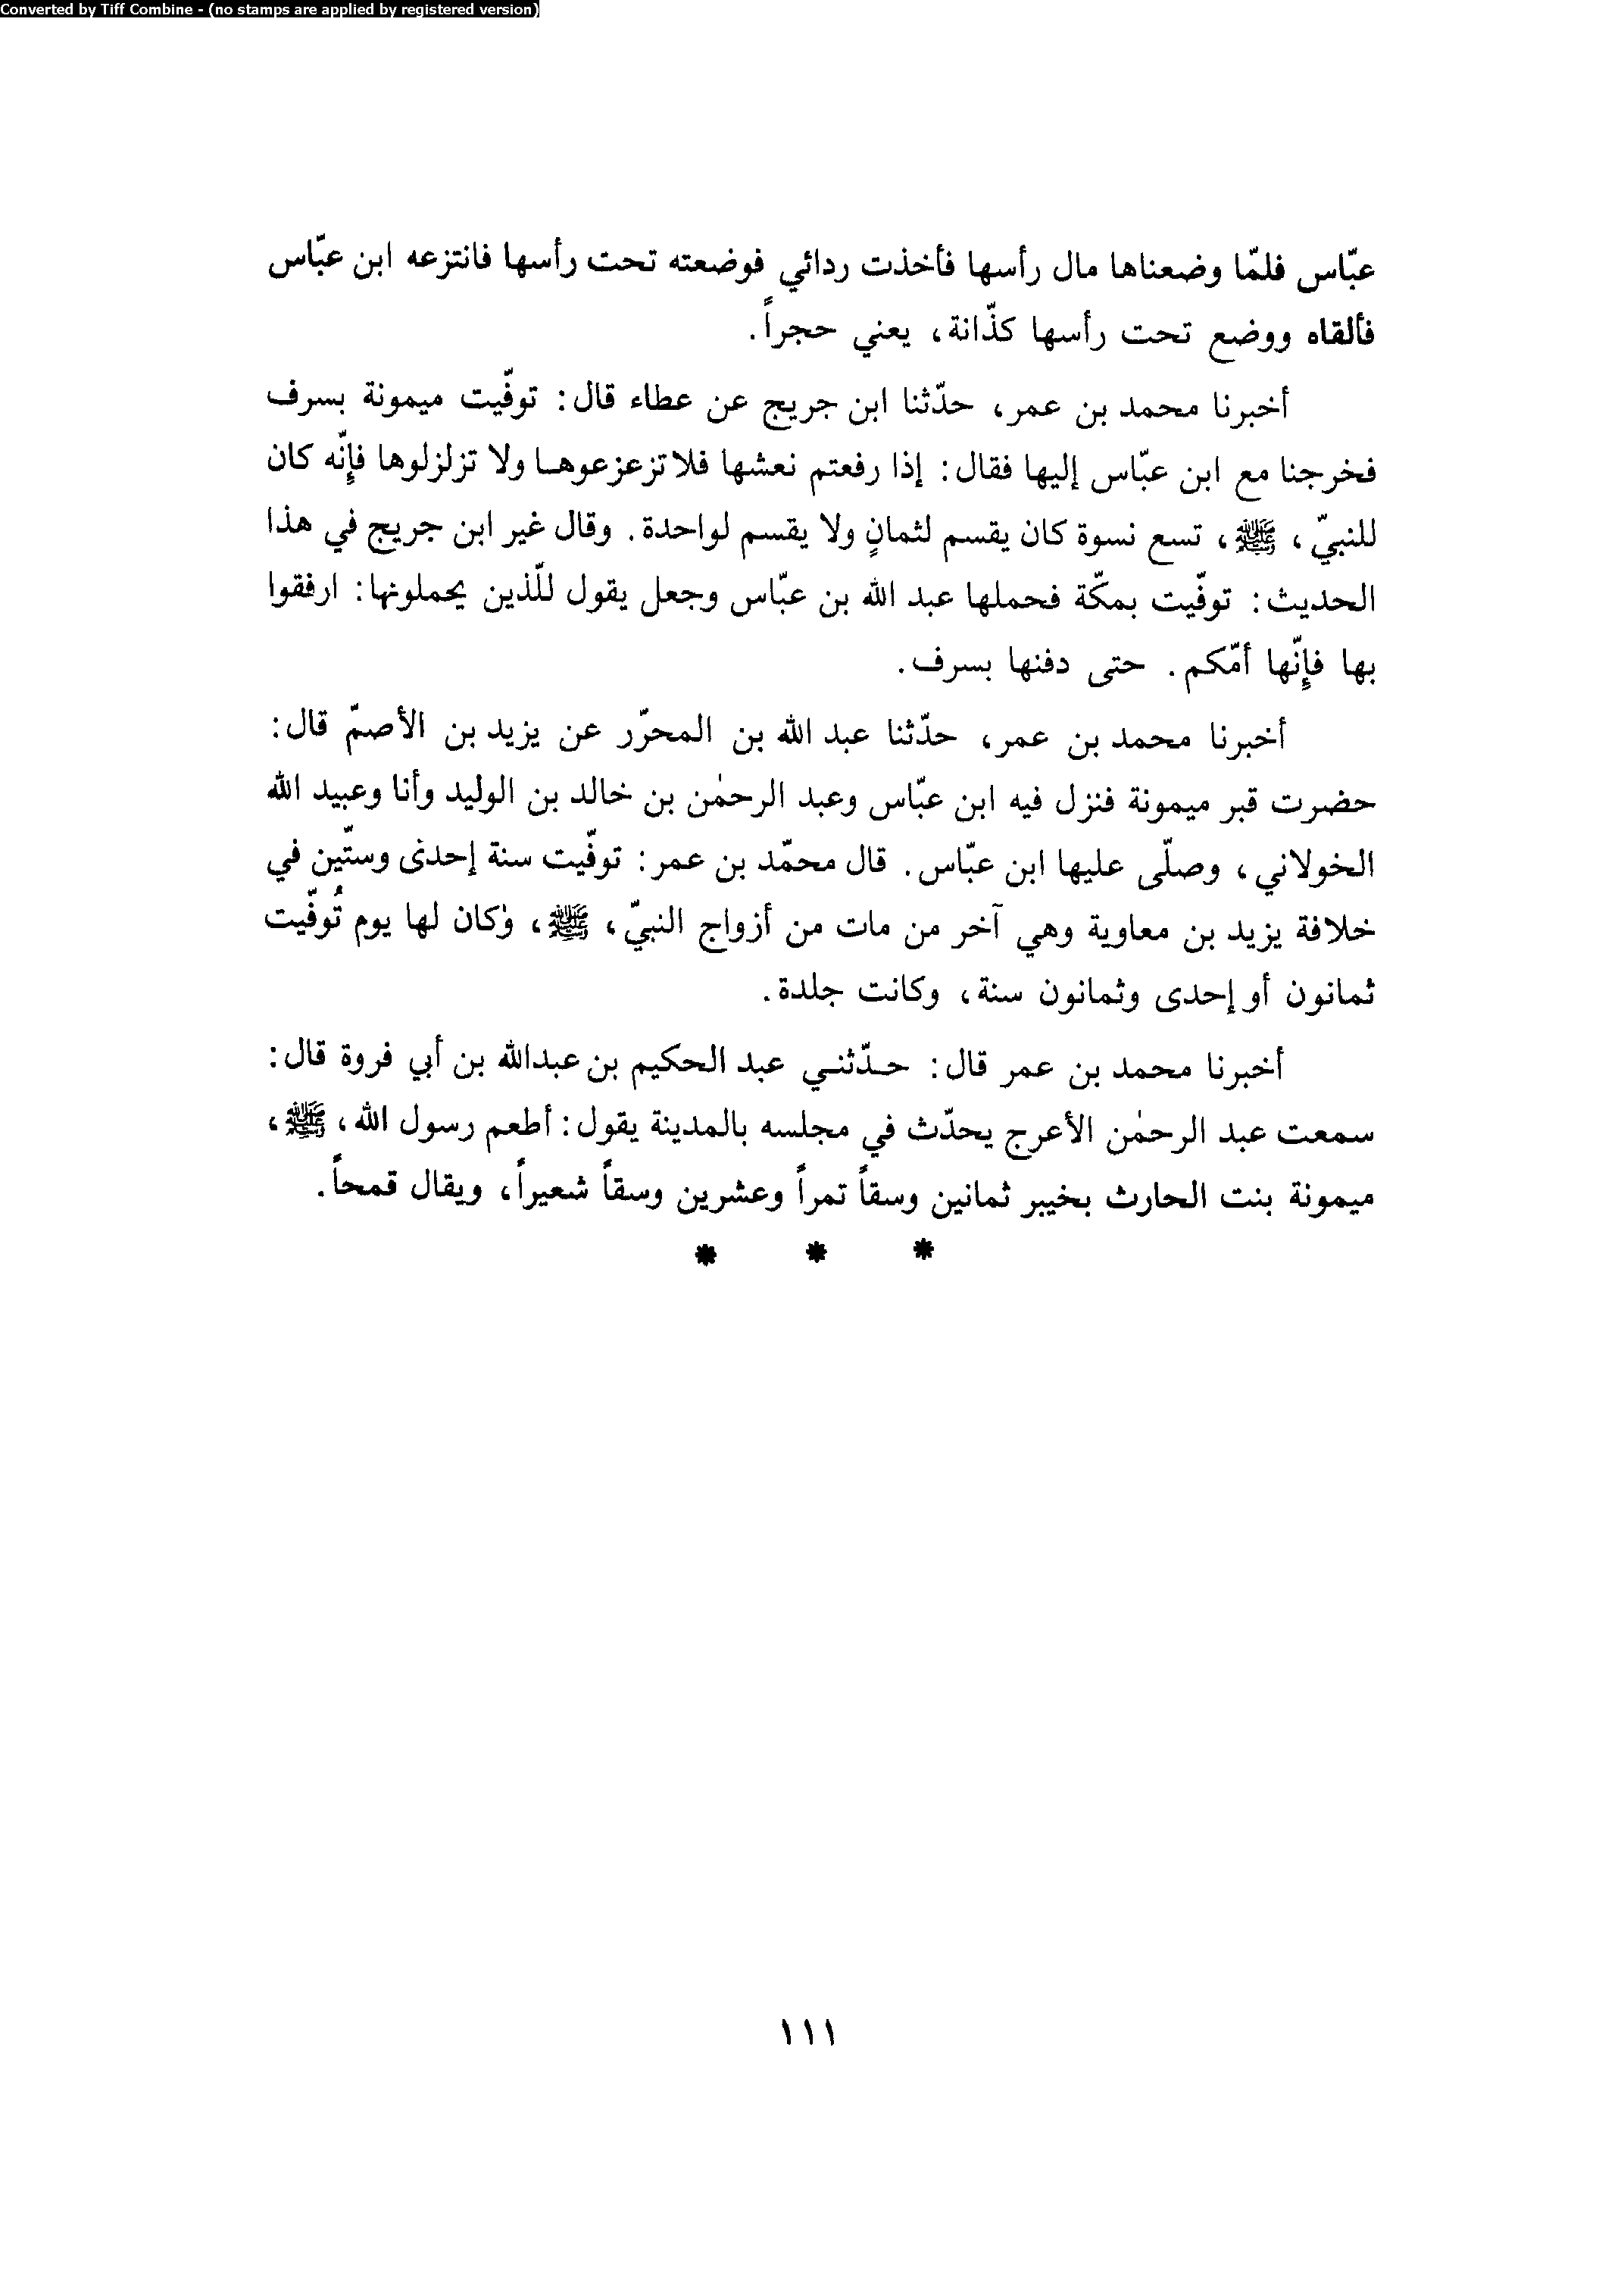 Converted by Tiff Combine - (no stamps are applied by registered version)
عبّاس فلمّا وضعناها مال رأسها فأخذت ردائي فوضعته تحت رأسها فانتزعه ابن عبّاس
فألقاه ووضع تحت رأسها كذّانة، يعني حجراً.
أخبرنا محمد بن عمر، حدّثنا ابن جريج عن عطاء قال: توفّيت ميمونة بسرف
فخرجنا مع ابن عبّاس إليها فقال: إذا رفعتم نعشها فلا تزعزعوهـا ولا تزلزلوها فإنّه كان
للنبيّ، ﷺ، تسع نسوة كان يقسم لثمانٍ ولا يقسم لواحدة. وقال غير ابن جريج في هذا
الحديث: توفّيت بمكّة فحملها عبد الله بن عبّاس وجعل يقول للّذين يحملونها: ارفقوا
بها فإنّها أمّكم. حتى دفنها بسرف.
أخبرنا محمد بن عمر، حدّثنا عبد الله بن المحرّر عن يزيد بن الأصمّ قال:
حضرت قبر ميمونة فنزل فيه ابن عبّاس وعبد الرحمٰن بن خالد بن الوليد وأنا وعبيد الله
الخولاني، وصلّى عليها ابن عبّاس. قال محمّد بن عمر: توفّيت سنة إحدى وستّين في
خلافة يزيد بن معاوية وهي آخر من مات من أزواج النبيّ، ﷺ، وكان لها يوم تُوفّيت
ثمانون أو إحدى وثمانون سنة، وكانت جلدة.
أخبرنا محمد بن عمر قال: حـدّثنـي عبد الحكيم بن عبدالله بن أبي فروة قال:
سمعت عبد الرحمٰن الأعرج يحدّث في مجلسه بالمدينة يقول: أطعم رسول الله، ﷺ،
ميمونة بنت الحارث بخيبر ثمانين وسقاً تمراً وعشرين وسقاً شعيراً، ويقال قمحاً.
* * *
١١١